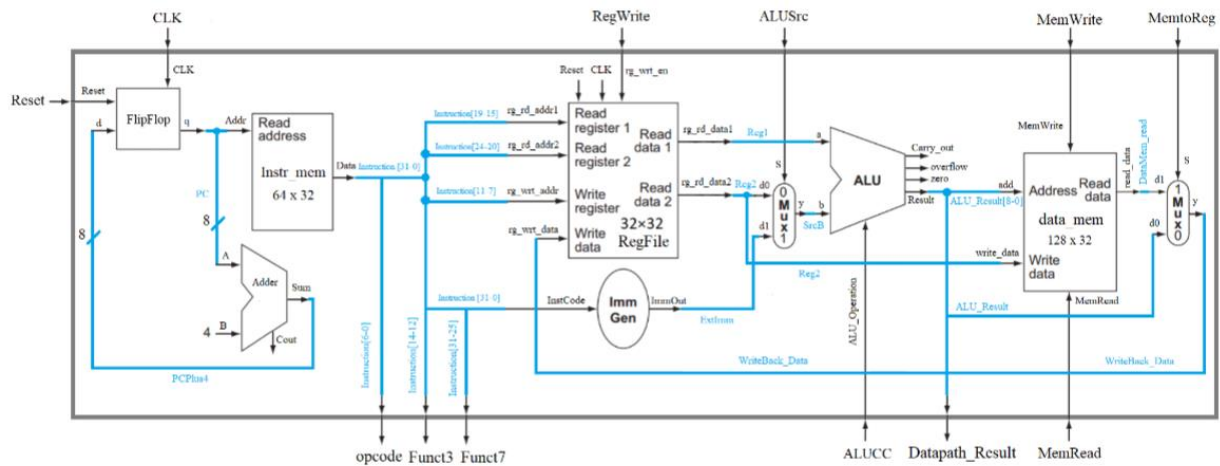 CLK
RegWrite
ALUSrc
MemWrite
MemtoReg
CLK
rg_wrt_en
Reset
Reset
FlipFlop
d
q
Addr
Read
address
Instr_mem
64 x 32
Data
Instruction [31-0]
PC
8
8
A
Adder
Sum
4
B
Cout
PCPlus4
Reset
CLK
Instruction[19-15]
rg_rd_addr1
Instruction[24-20]
rg_rd_addr2
Instruction[11-7]
rg_wrt_addr
rg_wrt_data
Read
register 1
Read
register 2
Write
register
Write
data
Read
data 1
Read
data 2
32×32
RegFile
rg_rd_data1
Reg1
rg_rd_data2
Reg2
Instruction [31-0]
InstCode
Imm
Gen
ImmOut
ExtImm
S
d0
d1
0
Mux
1
y
SrcB
a
b
ALU
Carry_out
overflow
zero
Result
ALU_Operation
MemWrite
add
ALU_Result[8-0]
Address
Read
data
data_mem
128 x 32
Write
data
write_data
Reg2
MemRead
read_data
DataMem_read
S
d1
d0
1
Mux
0
y
ALU_Result
WriteBack_Data
WriteBack_Data
Instruction[6-0]
Instruction[14-12]
Instruction[31-25]
opcode
Funct3
Funct7
ALUCC
Datapath_Result
MemRead